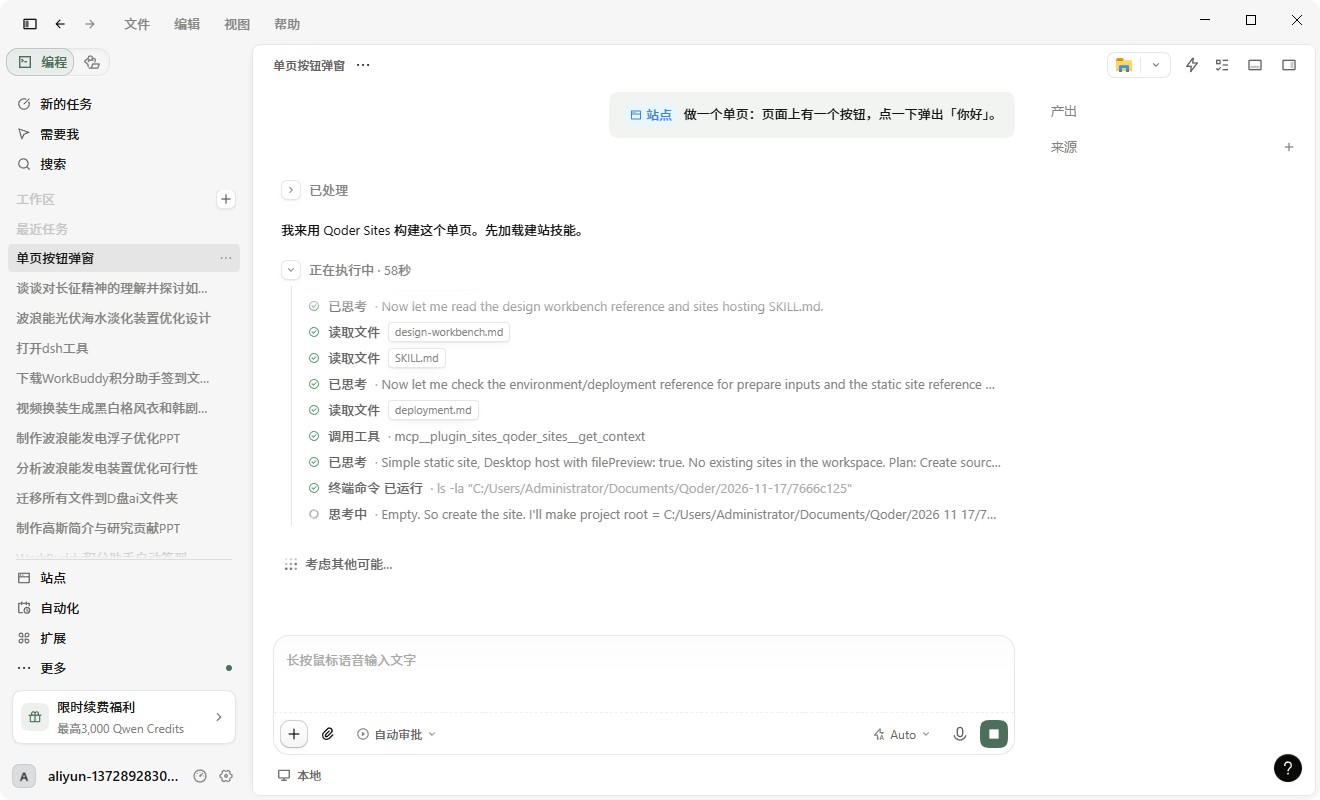 文件 编辑 视图 帮助
编程
新的任务
需要我
搜索
工作区
最近任务
单页按钮弹窗
谈谈对长征精神的理解并探讨如...
波浪能光伏海水淡化装置优化设计
打开dsh工具
下载WorkBuddy积分助手签到文...
视频换装生成黑白格风衣和韩剧...
制作波浪能发电浮子优化PPT
分析波浪能发电装置优化可行性
迁移所有文件到D盘ai文件夹
制作高斯简介与研究贡献PPT
WorkBuddy积分助手自动签到
站点
自动化
扩展
更多
限时续费福利
最高3,000 Qwen Credits
A aliyun-1372892830...
单页按钮弹窗
站点 做一个单页：页面上有一个按钮，点一下弹出「你好」。
已处理
我来用 Qoder Sites 构建这个单页。先加载建站技能。
正在执行中 · 58秒
已思考 · Now let me read the design workbench reference and sites hosting SKILL.md.
读取文件 design-workbench.md
读取文件 SKILL.md
已思考 · Now let me check the environment/deployment reference for prepare inputs and the static site reference ...
读取文件 deployment.md
调用工具 · mcp__plugin_sites_qoder_sites__get_context
已思考 · Simple static site, Desktop host with filePreview: true. No existing sites in the workspace. Plan: Create sourc...
终端命令 已运行 · ls -la "C:/Users/Administrator/Documents/Qoder/2026-11-17/7666c125"
思考中 · Empty. So create the site. I'll make project root = C:/Users/Administrator/Documents/Qoder/2026 11 17/7...
考虑其他可能...
长按鼠标语音输入文字
自动审批
Auto
本地
产出
来源
?